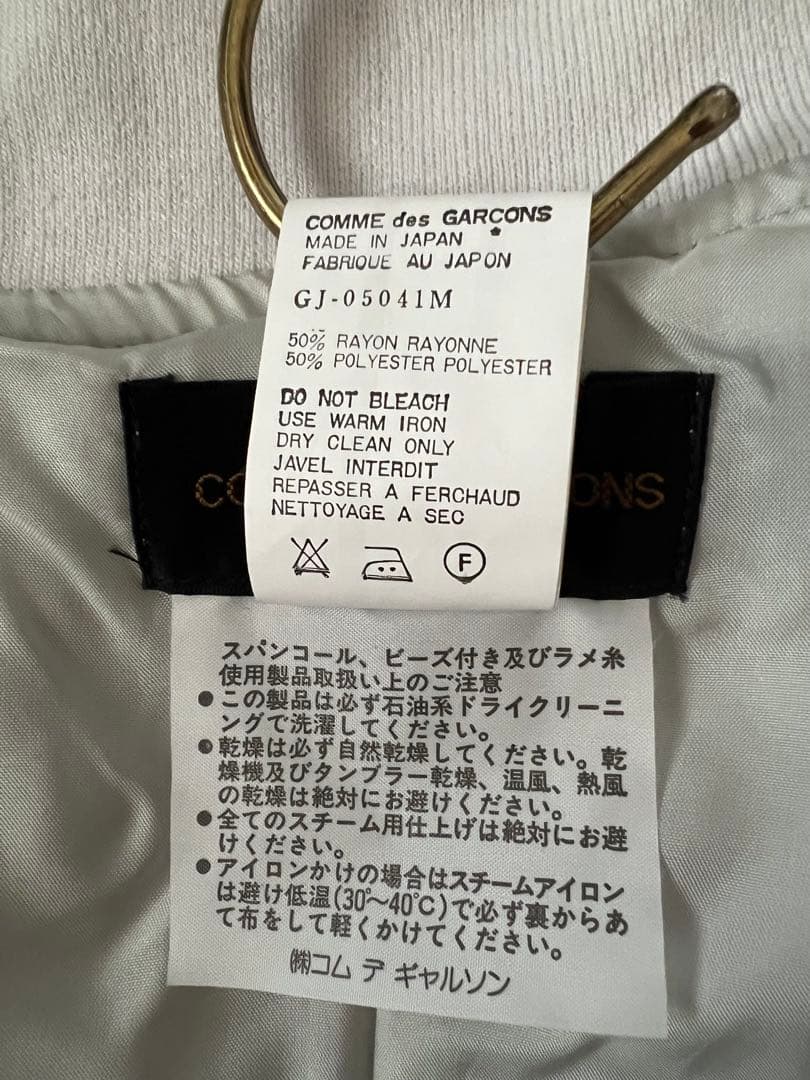 COMME des GARÇONS
MADE IN JAPAN
FABRIQUE AU JAPON
GJ-05041M
50% RAYON RAYONNE
50% POLYESTER POLYESTER
DO NOT BLEACH
USE WARM IRON
DRY CLEAN ONLY
JAVEL INTERDIT
REPASSER A FERCHAUD
NETTOYAGE A SEC
F
CO ONS
スパンコール、ビーズ付き及びラメ糸
使用製品取扱い上のご注意
●この製品は必ず石油系ドライクリーニ
ングで洗濯してください。
●乾燥は必ず自然乾燥してください。乾
燥機及びタンブラー乾燥、温風、熱風
の乾燥は絶対にお避けください。
●全てのスチーム用仕上げは絶対にお避
けください。
●アイロンかけの場合はスチームアイロン
は避け低温(30°〜40℃)で必ず裏からあ
て布をして軽くかけてください。
㈱コム デ ギャルソン